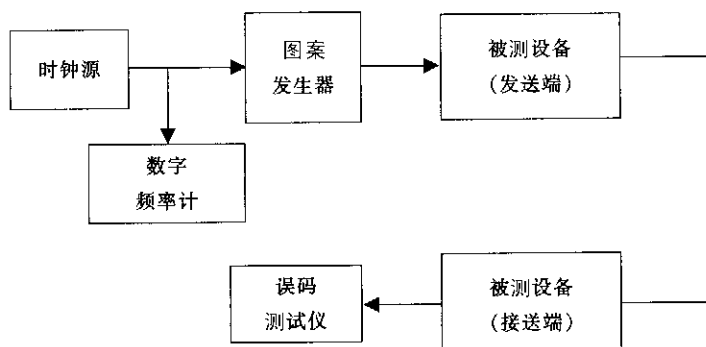 时钟源
图案
发生器
被测设备
(发送端)
数字
频率计
误码
测试仪
被测设备
(接送端)